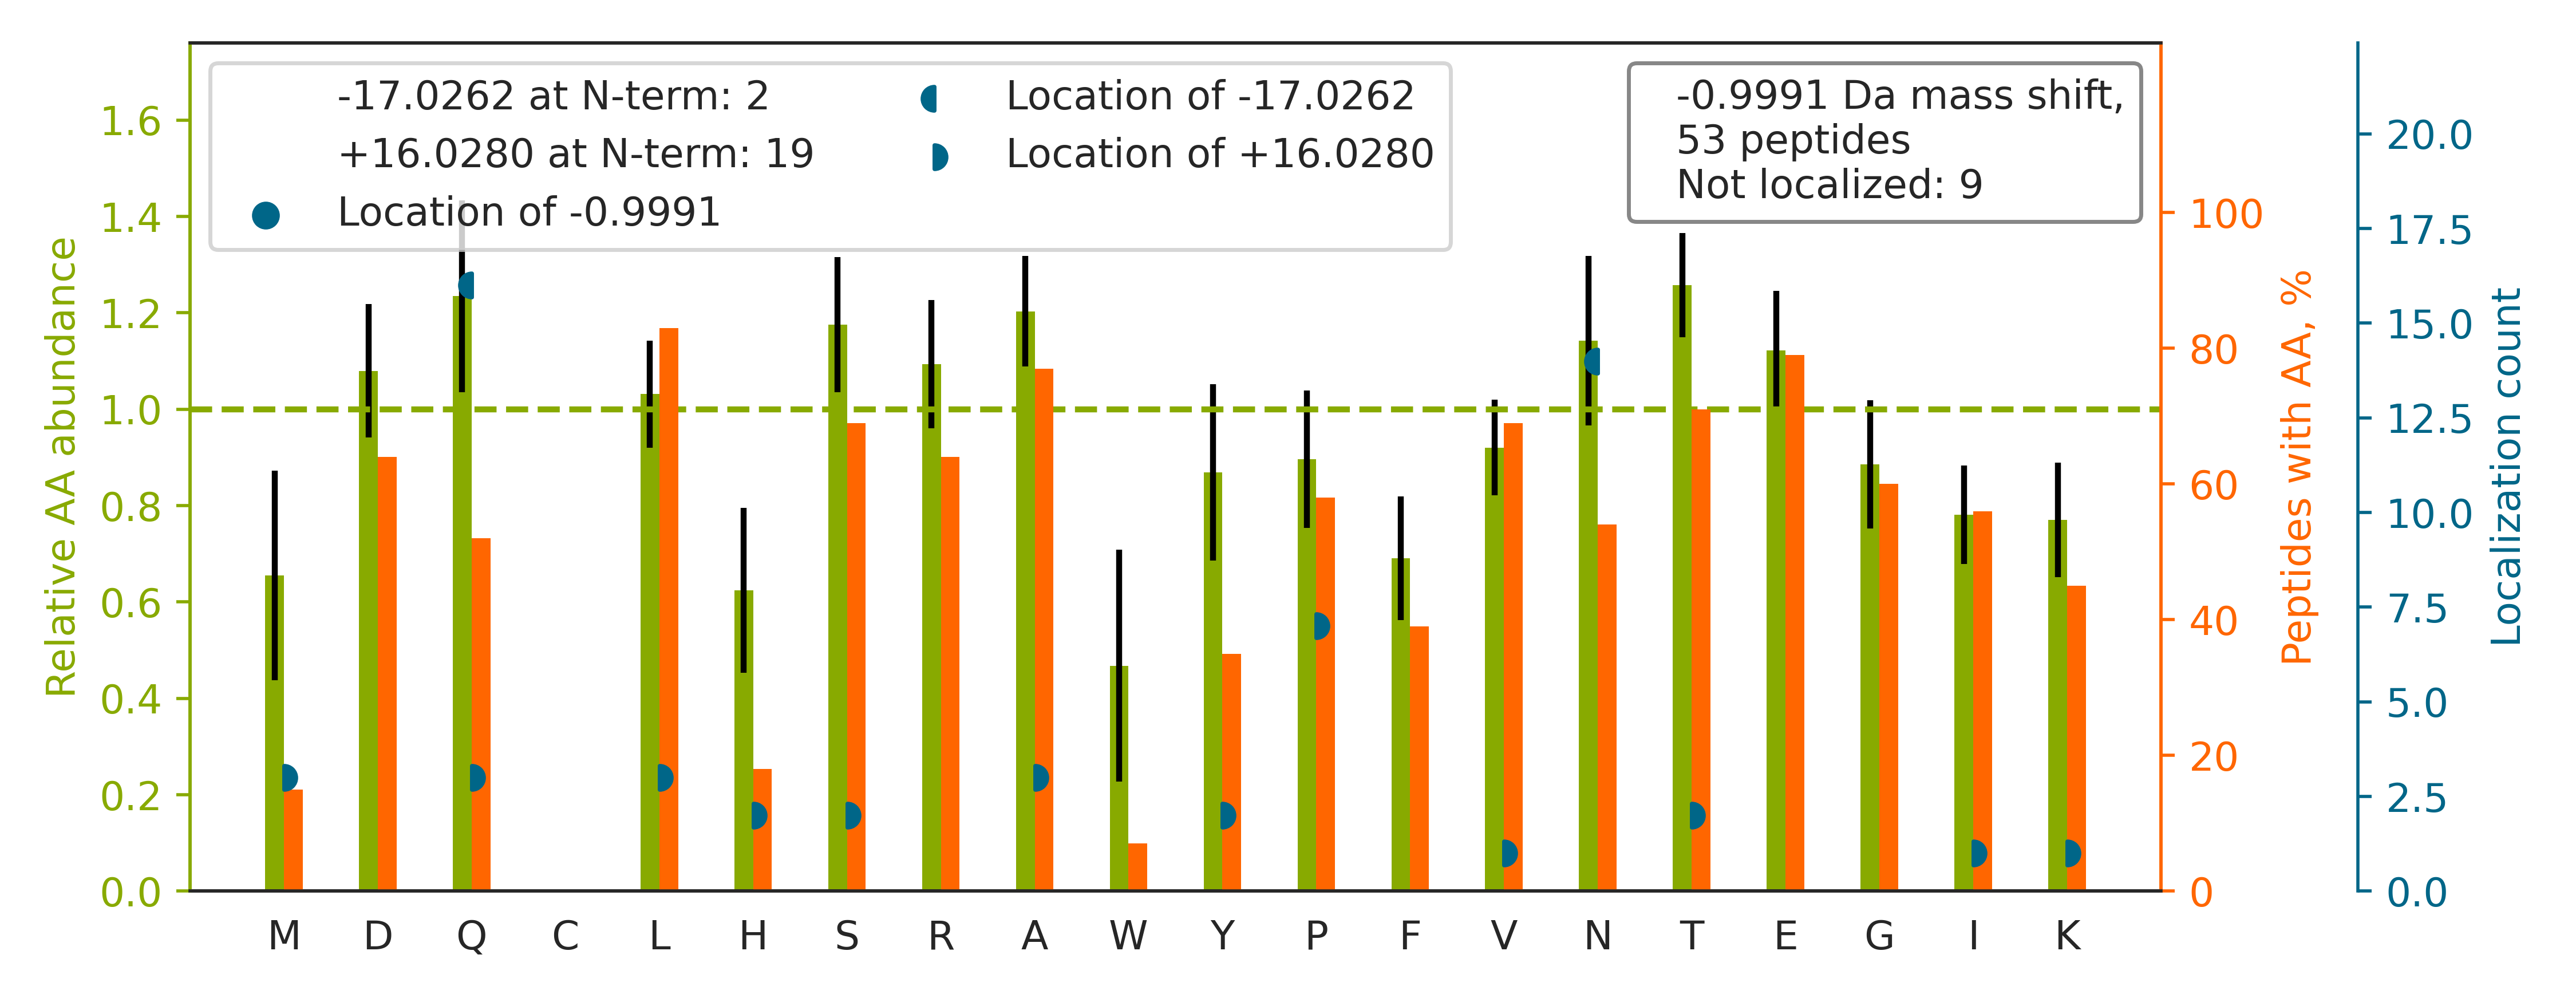 -17.0262 at N-term: 2
+16.0280 at N-term: 19
Location of -0.9991
Location of -17.0262
Location of +16.0280
-0.9991 Da mass shift,
53 peptides
Not localized: 9
Relative AA abundance
1.6
1.4
1.2
1.0
0.8
0.6
0.4
0.2
0.0
M D Q C L H S R A W Y P F V N T E G I K
100
80
60
40
20
0
Peptides with AA, %
20.0
17.5
15.0
12.5
10.0
7.5
5.0
2.5
0.0
Localization count